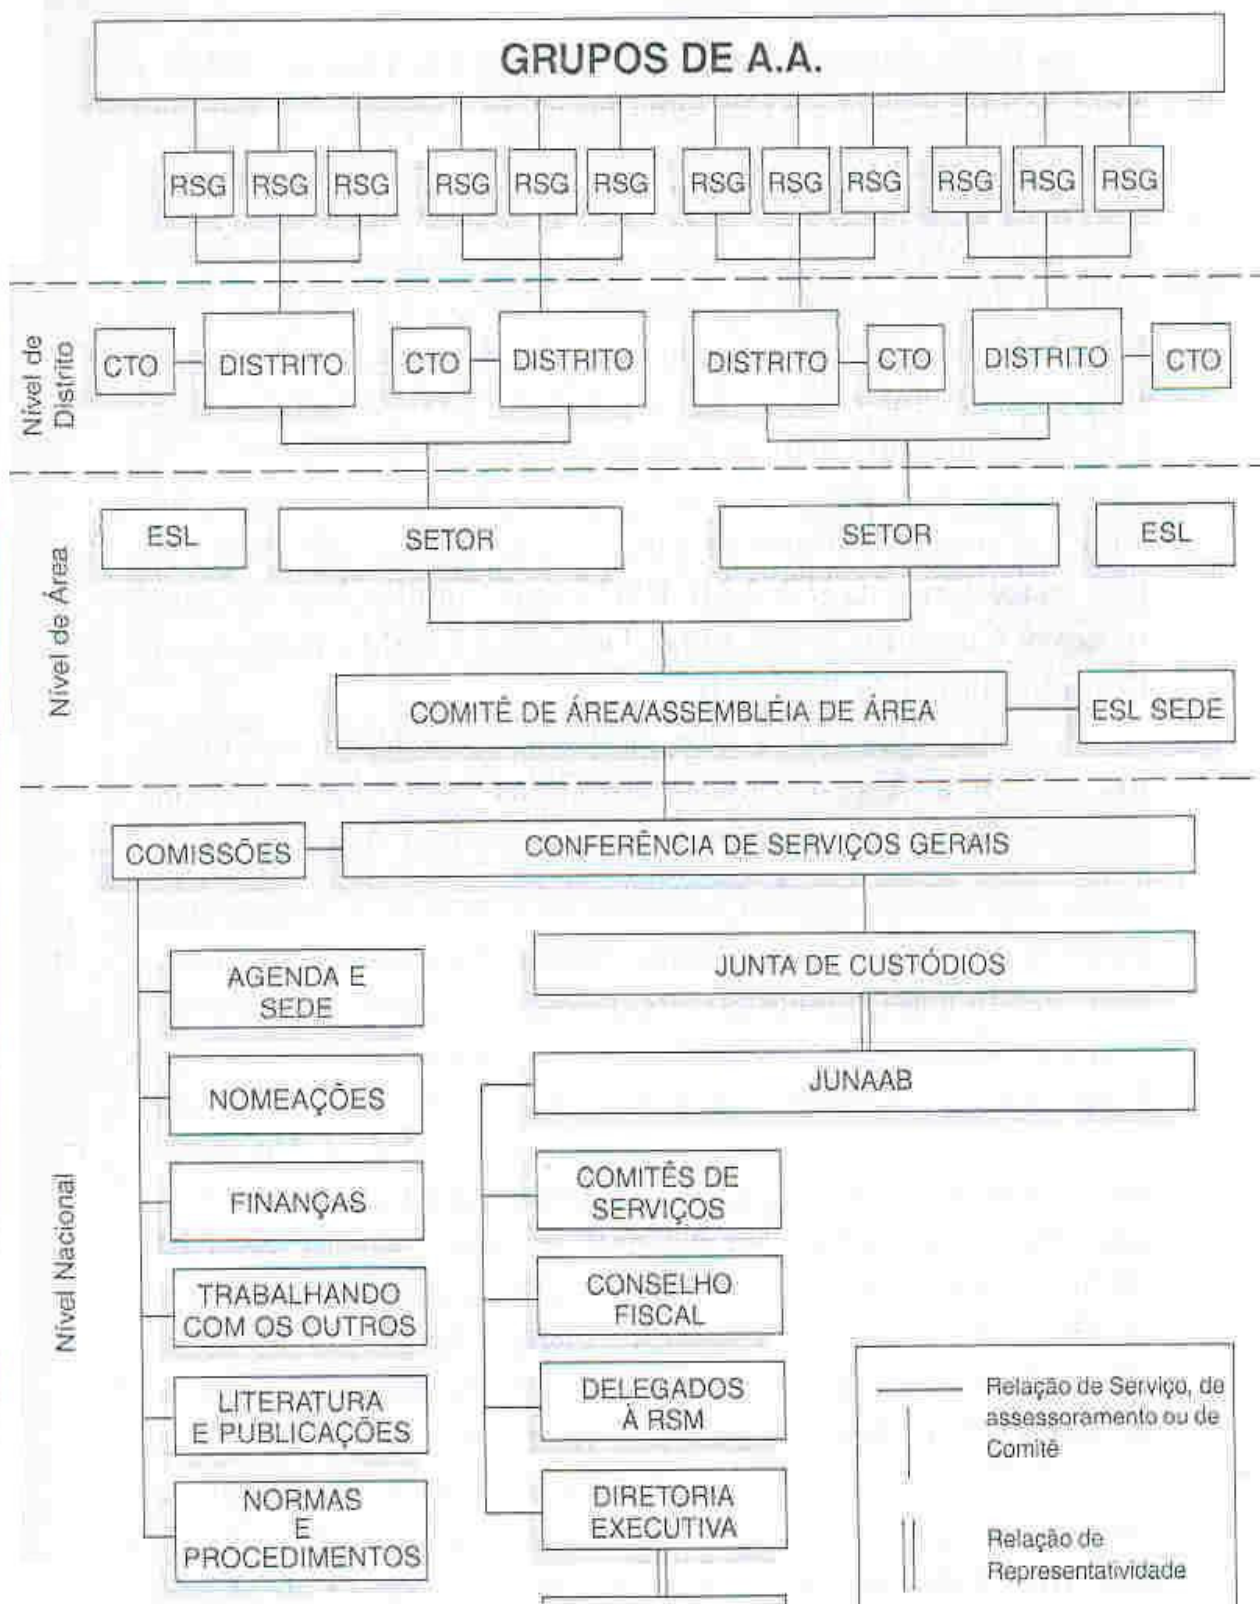 GRUPOS DE A.A.
RSG RSG RSG RSG RSG RSG RSG RSG RSG RSG RSG RSG
Nível de
Distrito
CTO DISTRITO CTO DISTRITO DISTRITO CTO DISTRITO CTO
Nível de Área
ESL SETOR SETOR ESL
COMITÊ DE ÁREA/ASSEMBLÉIA DE ÁREA ESL SEDE
Nível Nacional
COMISSÕES CONFERÊNCIA DE SERVIÇOS GERAIS
AGENDA E
SEDE
NOMEAÇÕES
FINANÇAS
TRABALHANDO
COM OS OUTROS
LITERATURA
E PUBLICAÇÕES
NORMAS
E
PROCEDIMENTOS
JUNTA DE CUSTÓDIOS
JUNAAB
COMITÊS DE
SERVIÇOS
CONSELHO
FISCAL
DELEGADOS
À RSM
DIRETORIA
EXECUTIVA
Relação de Serviço, de
assessoramento ou de
Comitê
Relação de
Representatividade